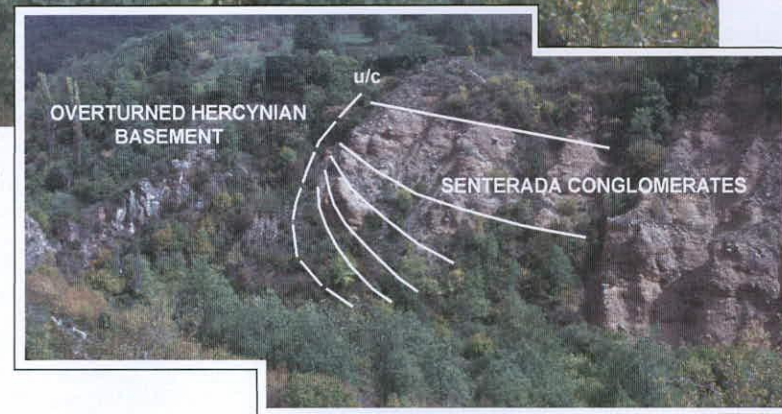 u/c
OVERTURNED HERCYNIAN
BASEMENT
SENTERADA CONGLOMERATES